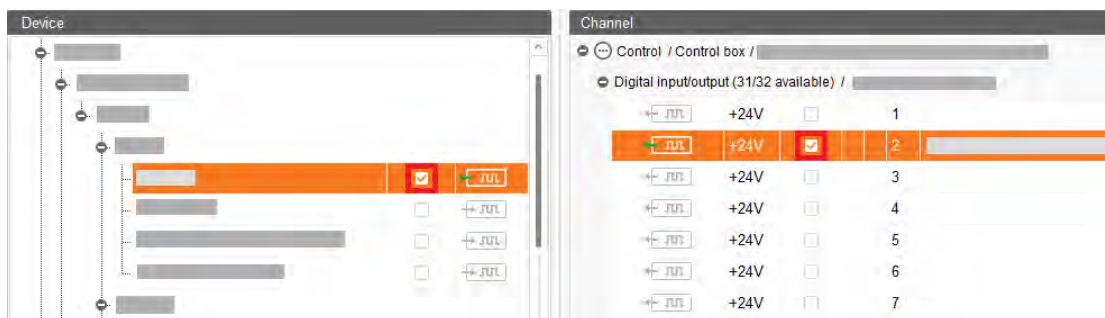 Device
Channel
Control / Control box /
Digital input/output (31/32 available) /
+24V 1
+24V 2
+24V 3
+24V 4
+24V 5
+24V 6
+24V 7